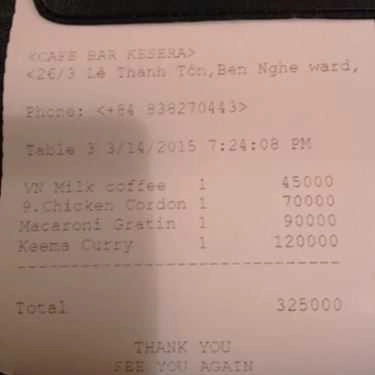 <CAFE BAR KESERA>
<26/3 Lê Thanh Tôn,Ben Nghe ward,
Phone: <+84 838270443>
Table 3 3/14/2015 7:24:08 PM
VN Milk coffee 1 45000
9.Chicken Cordon 1 70000
Macaroni Gratin 1 90000
Keema Curry 1 120000
--------------------------------
Total 325000
THANK YOU
SEE YOU AGAIN